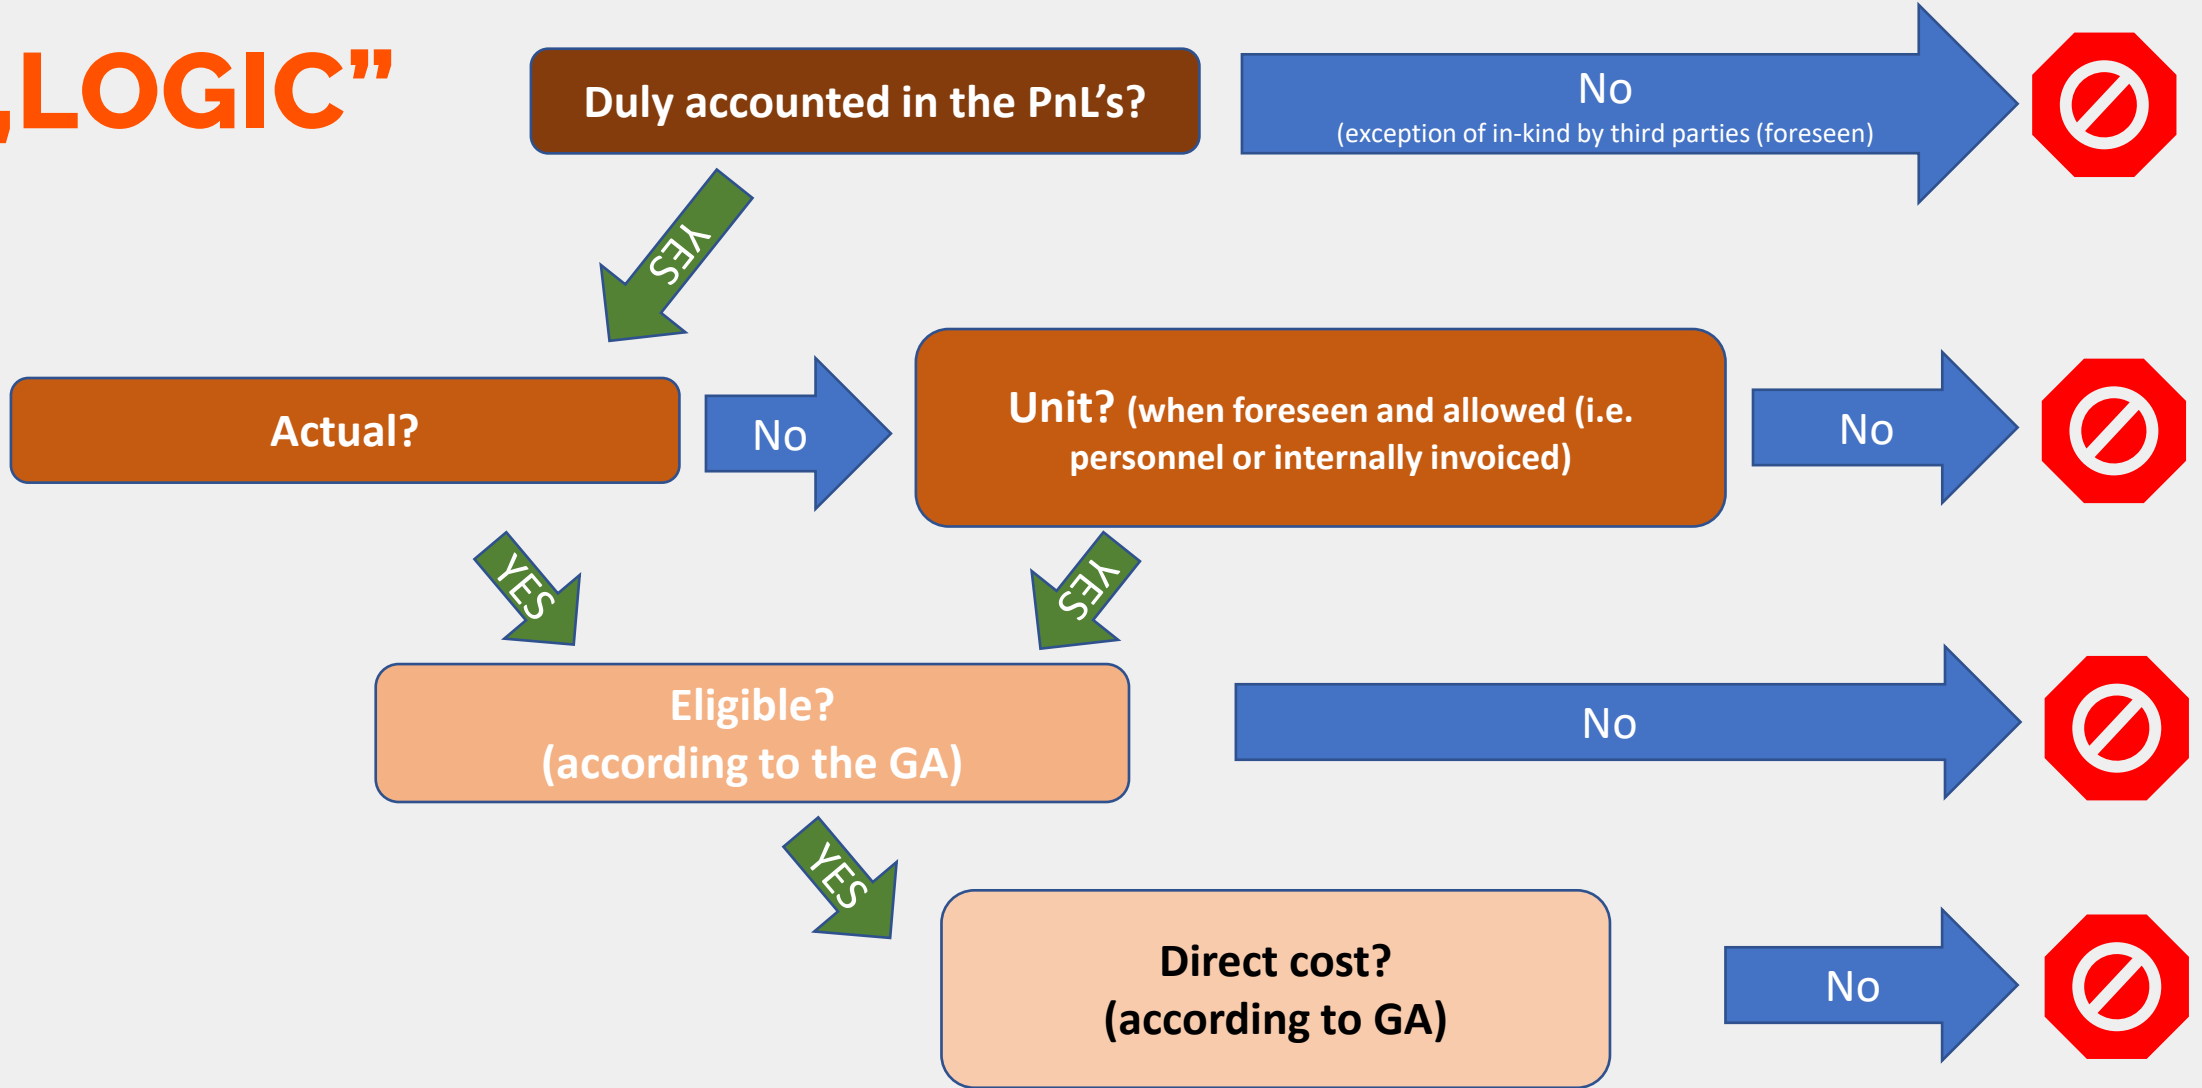 „LOGIC”
Duly accounted in the PnL’s?
No
(exception of in-kind by third parties (foreseen)
YES
Actual?
No
Unit? (when foreseen and allowed (i.e.
personnel or internally invoiced)
No
YES
YES
Eligible?
(according to the GA)
No
YES
Direct cost?
(according to GA)
No